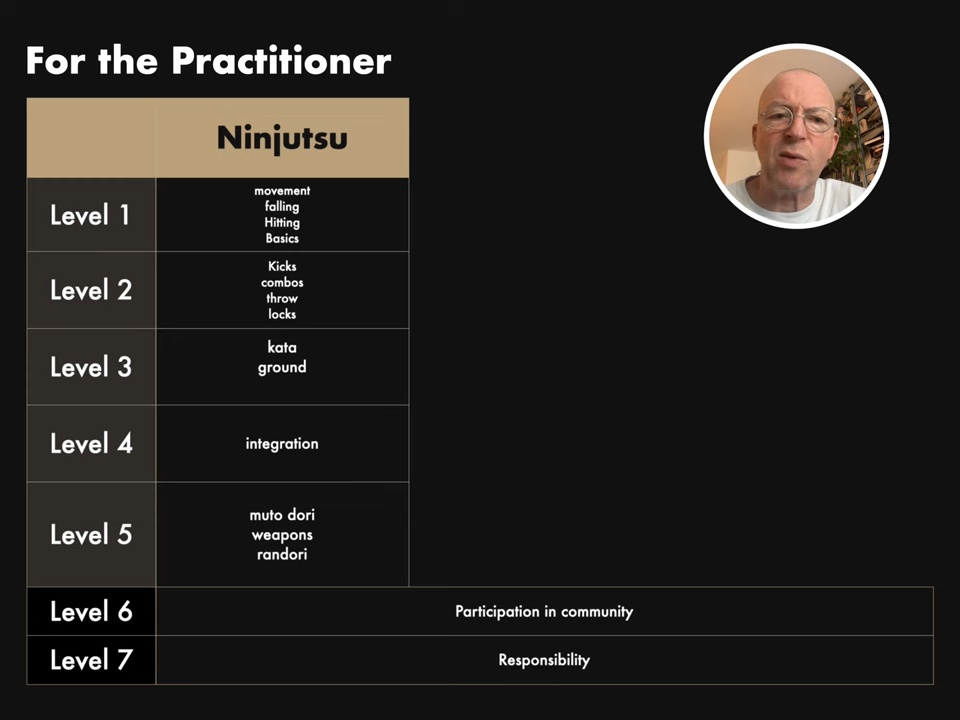 For the Practitioner
Ninjutsu
Level 1
movement
falling
Hitting
Basics
Level 2
Kicks
combos
throw
locks
Level 3
kata
ground
Level 4
integration
Level 5
muto dori
weapons
randori
Level 6
Participation in community
Level 7
Responsibility